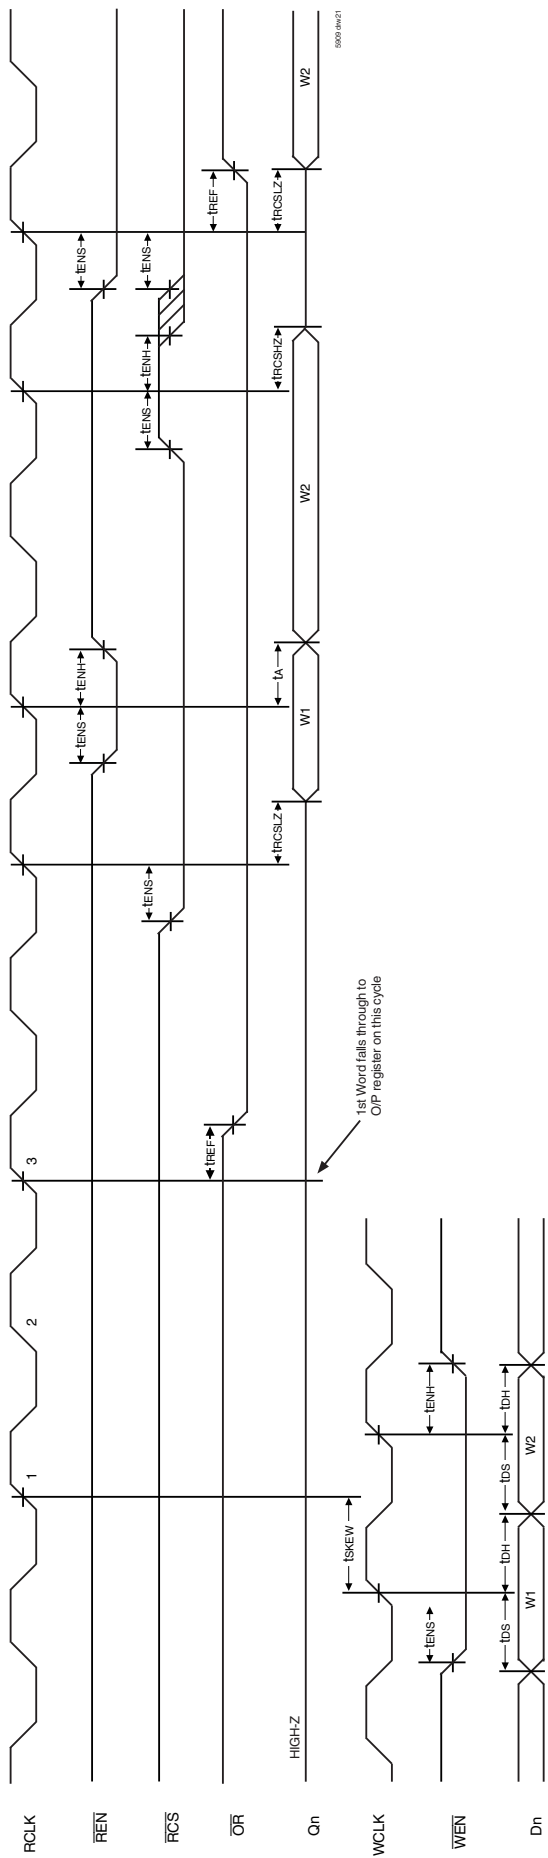 RCLK
1
2
3
REN
tENS
tENH
tENS
RCS
tENS
tENS
tENH
tENS
OR
tREF
tREF
Qn
HIGH-Z
tRCSLZ
W1
tA
W2
tRCSHZ
tRCSLZ
W2
5909 drw21
1st Word falls through to
O/P register on this cycle
tSKEW
WCLK
WEN
tENS
tENH
Dn
tDS
tDH
tDS
tDH
W1
W2